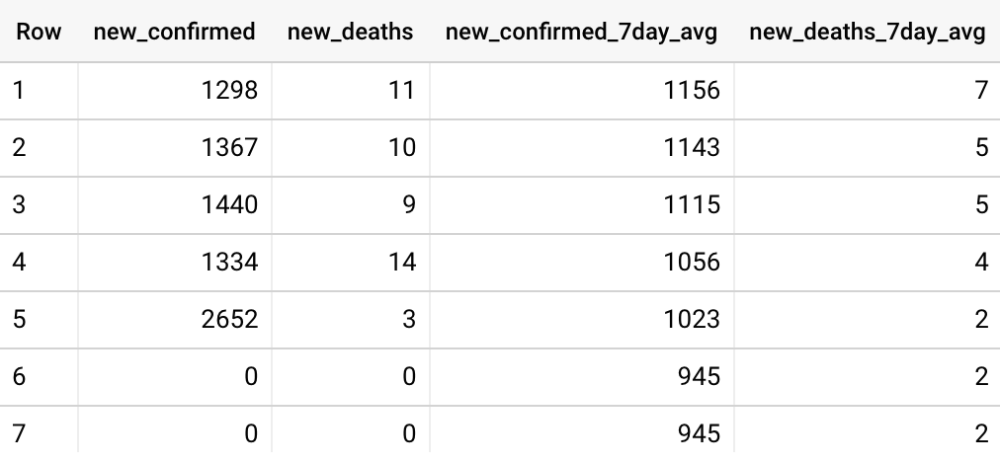 Row new_confirmed new_deaths new_confirmed_7day_avg new_deaths_7day_avg
1 1298 11 1156 7
2 1367 10 1143 5
3 1440 9 1115 5
4 1334 14 1056 4
5 2652 3 1023 2
6 0 0 945 2
7 0 0 945 2